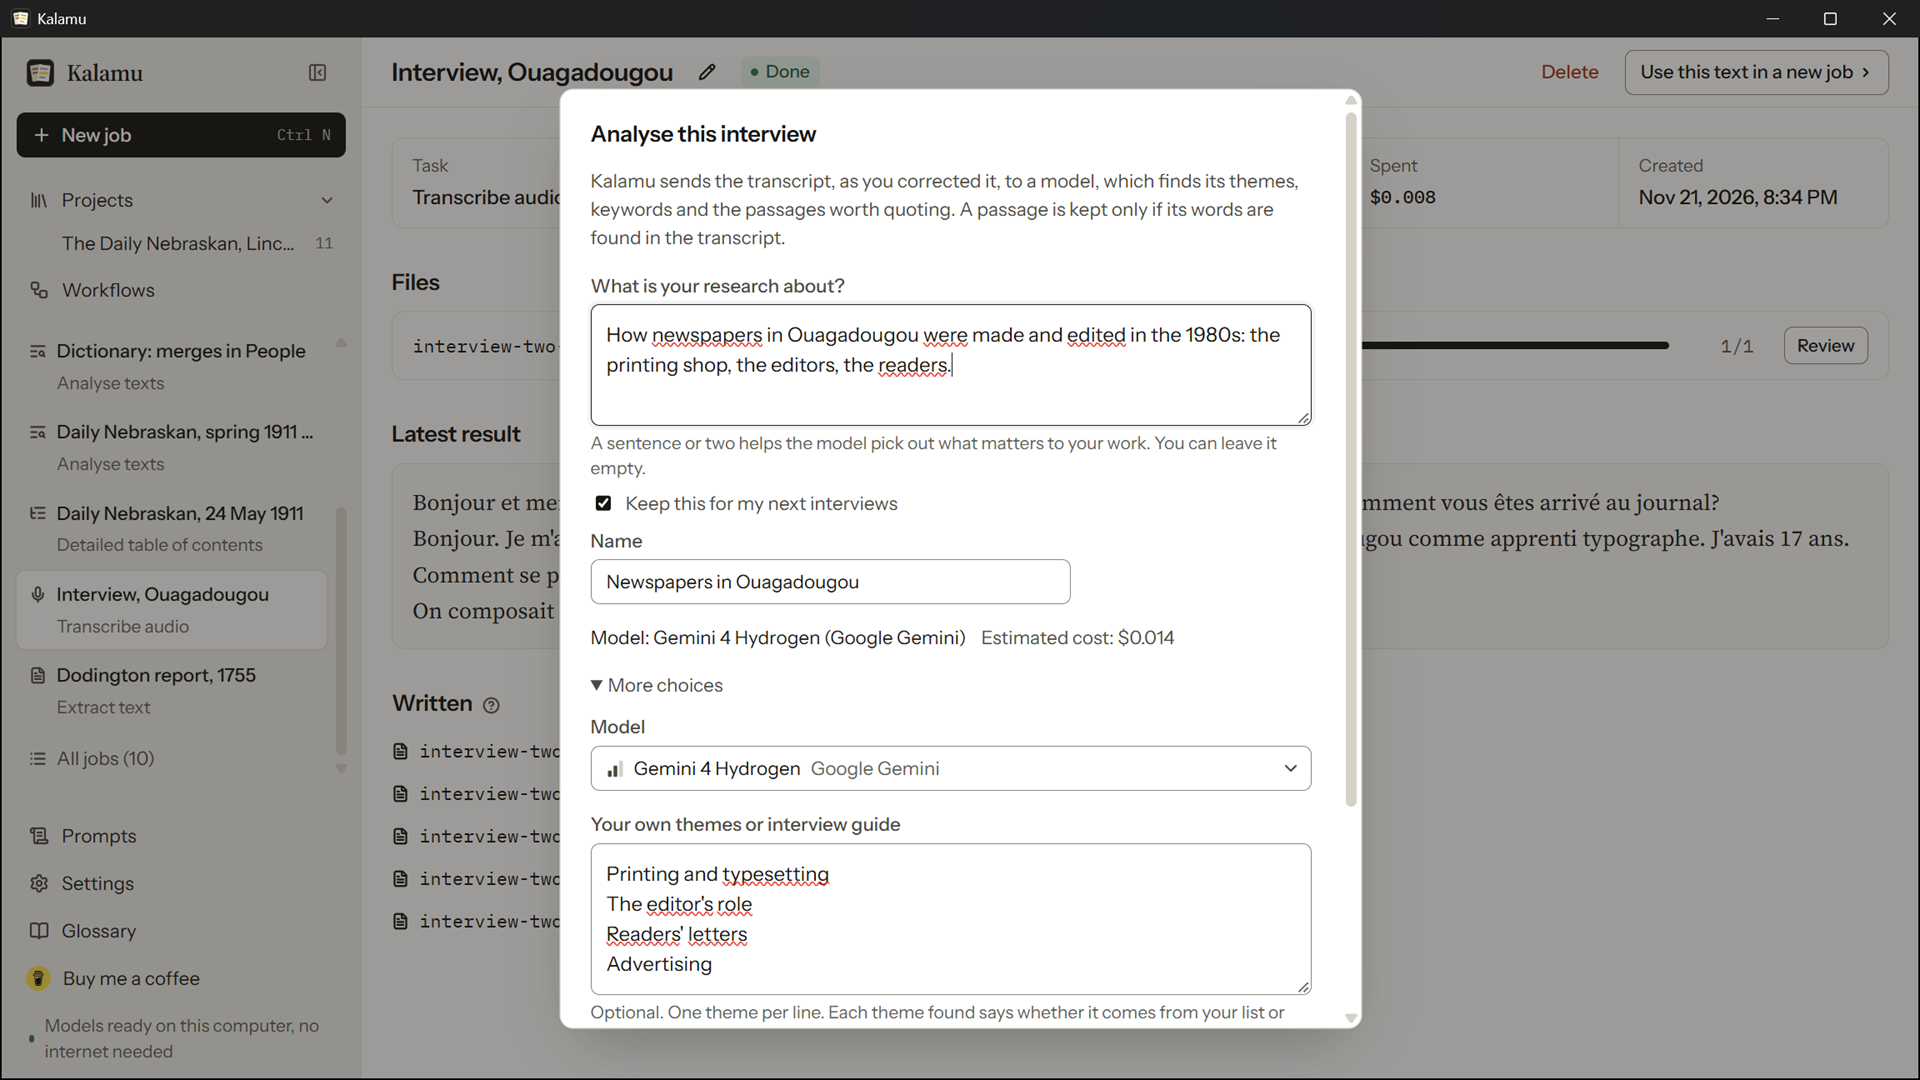 Kalamu
Kalamu
New job Ctrl N
Projects
The Daily Nebraskan, Linc... 11
Workflows
Dictionary: merges in People
Analyse texts
Daily Nebraskan, spring 1911 ...
Analyse texts
Daily Nebraskan, 24 May 1911
Detailed table of contents
Interview, Ouagadougou
Transcribe audio
Dodington report, 1755
Extract text
All jobs (10)
Prompts
Settings
Glossary
Buy me a coffee
Models ready on this computer, no
internet needed
Interview, Ouagadougou Done Delete Use this text in a new job
Task Spent Created
Transcribe audio $0.008 Nov 21, 2026, 8:34 PM
Files
interview-two 1/1 Review
Latest result
Bonjour et me mment vous êtes arrivé au journal?
Bonjour. Je m'a gou comme apprenti typographe. J'avais 17 ans.
Comment se p
On composait
Written
interview-two
interview-two
interview-two
interview-two
interview-two
Analyse this interview
Kalamu sends the transcript, as you corrected it, to a model, which finds its themes,
keywords and the passages worth quoting. A passage is kept only if its words are
found in the transcript.
What is your research about?
How newspapers in Ouagadougou were made and edited in the 1980s: the
printing shop, the editors, the readers.
A sentence or two helps the model pick out what matters to your work. You can leave it
empty.
Keep this for my next interviews
Name
Newspapers in Ouagadougou
Model: Gemini 4 Hydrogen (Google Gemini) Estimated cost: $0.014
More choices
Model
Gemini 4 Hydrogen Google Gemini
Your own themes or interview guide
Printing and typesetting
The editor's role
Readers' letters
Advertising
Optional. One theme per line. Each theme found says whether it comes from your list or